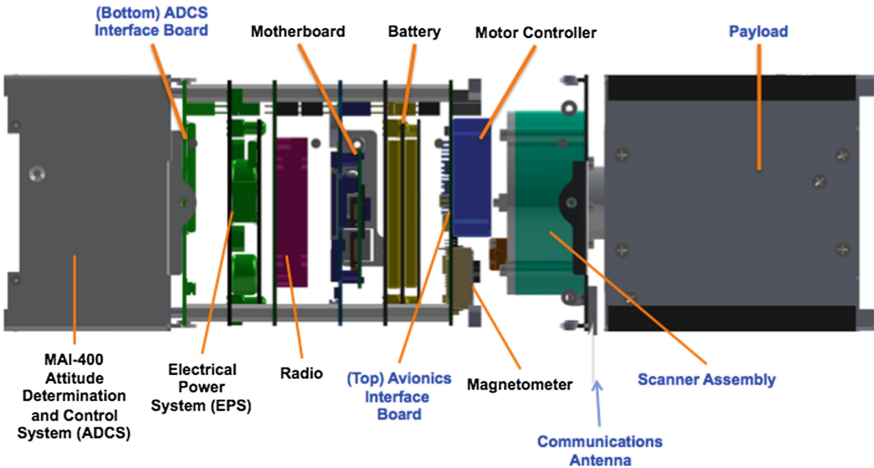 (Bottom) ADCS
Interface Board
Motherboard
Battery
Motor Controller
Payload
MAI-400
Attitude
Determination
and Control
System (ADCS)
Electrical
Power
System (EPS)
Radio
(Top) Avionics
Interface
Board
Magnetometer
Scanner Assembly
Communications
Antenna